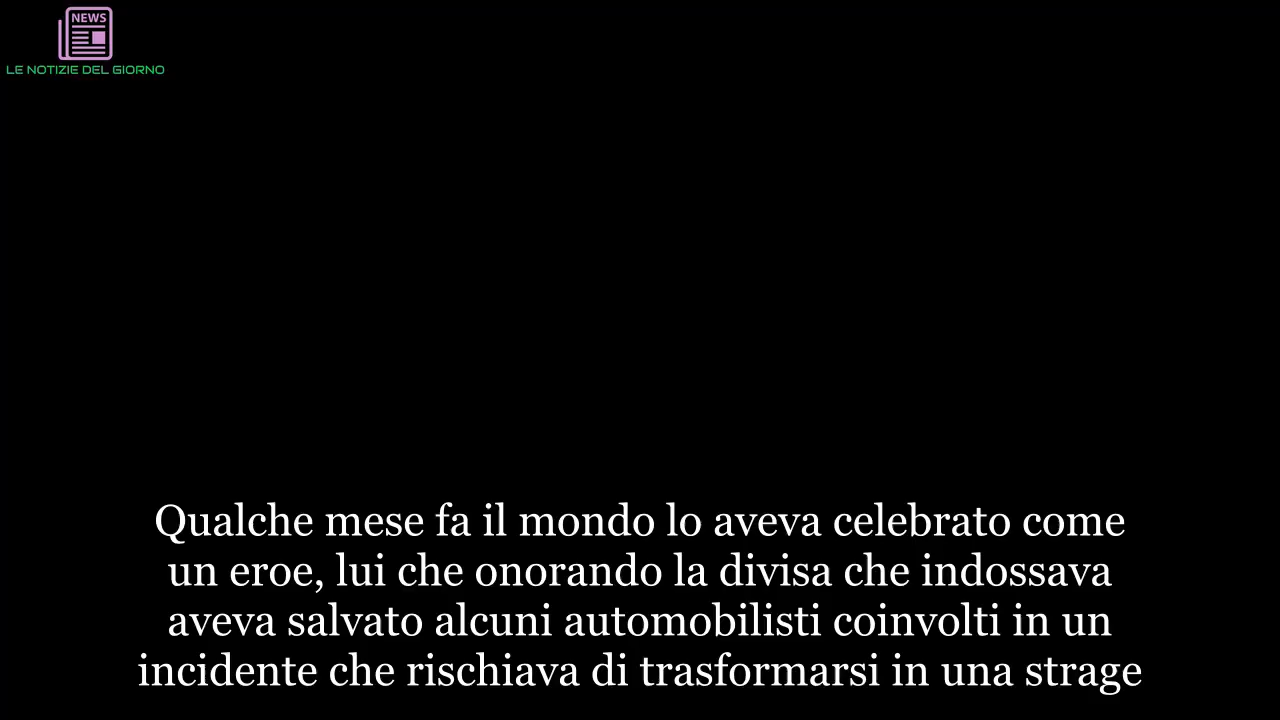 NEWS
LE NOTIZIE DEL GIORNO
Qualche mese fa il mondo lo aveva celebrato come
un eroe, lui che onorando la divisa che indossava
aveva salvato alcuni automobilisti coinvolti in un
incidente che rischiava di trasformarsi in una strage